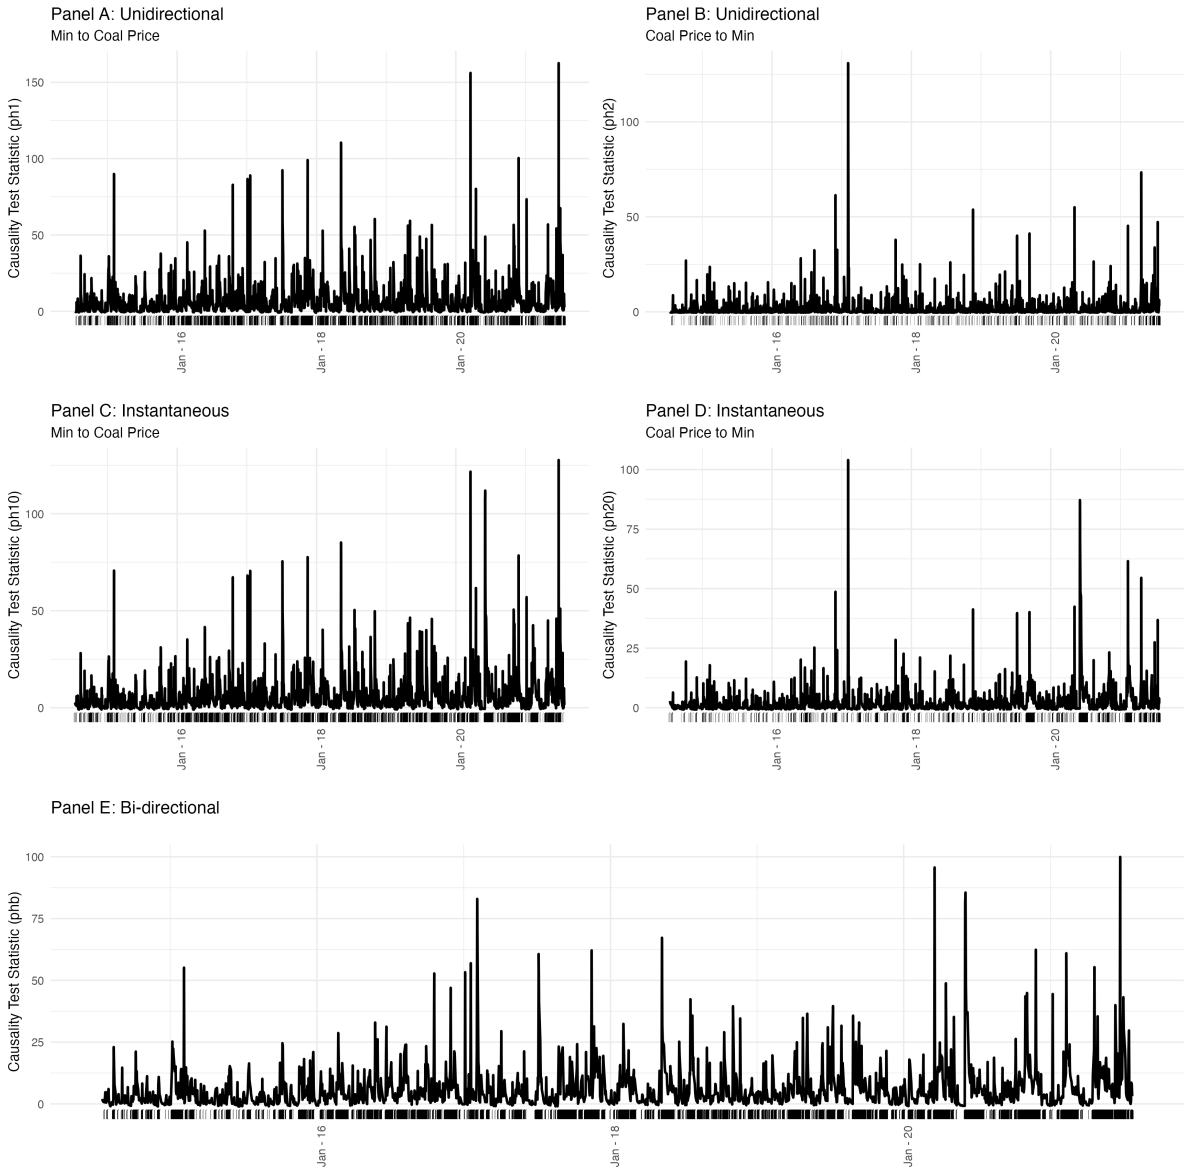 Panel A: Unidirectional
Min to Coal Price
Causality Test Statistic (ph1)
150
100
50
0
Jan - 16
Jan - 18
Jan - 20
Panel B: Unidirectional
Coal Price to Min
Causality Test Statistic (ph2)
100
50
0
Jan - 16
Jan - 18
Jan - 20
Panel C: Instantaneous
Min to Coal Price
Causality Test Statistic (ph10)
100
50
0
Jan - 16
Jan - 18
Jan - 20
Panel D: Instantaneous
Coal Price to Min
Causality Test Statistic (ph20)
100
75
50
25
0
Jan - 16
Jan - 18
Jan - 20
Panel E: Bi-directional
Causality Test Statistic (phb)
100
75
50
25
0
Jan - 16
Jan - 18
Jan - 20